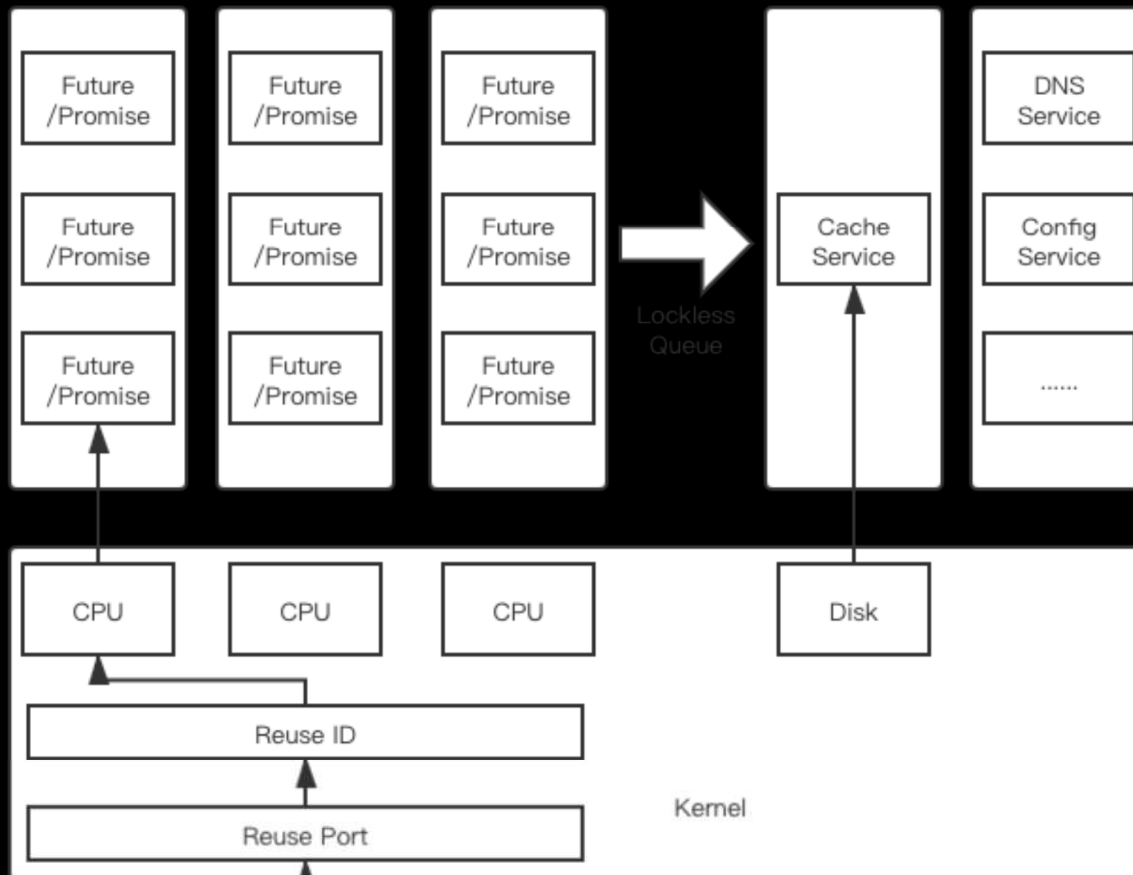 Future
/Promise
Future
/Promise
Future
/Promise
DNS
Service
Future
/Promise
Future
/Promise
Future
/Promise
Cache
Service
Config
Service
Lockless
Queue
Future
/Promise
Future
/Promise
Future
/Promise
......
CPU
CPU
CPU
Disk
Reuse ID
Kernel
Reuse Port